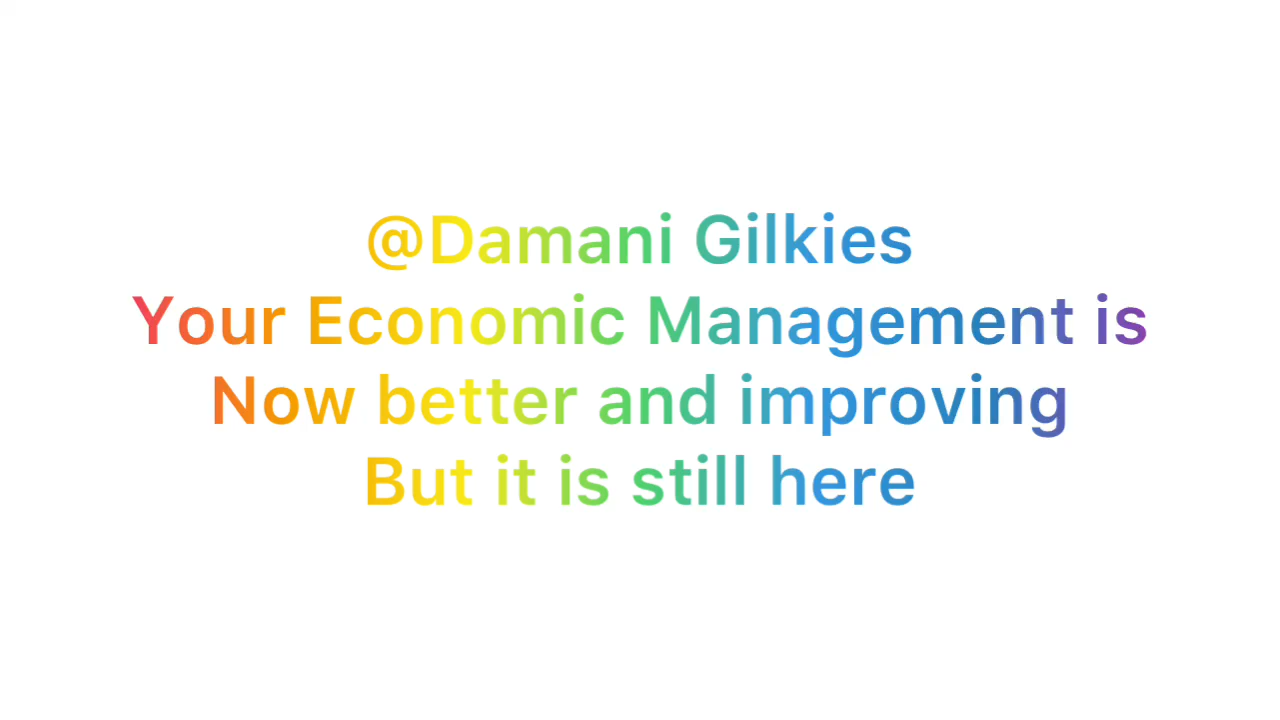 @Damani Gilkies
Your Economic Management is
Now better and improving
But it is still here